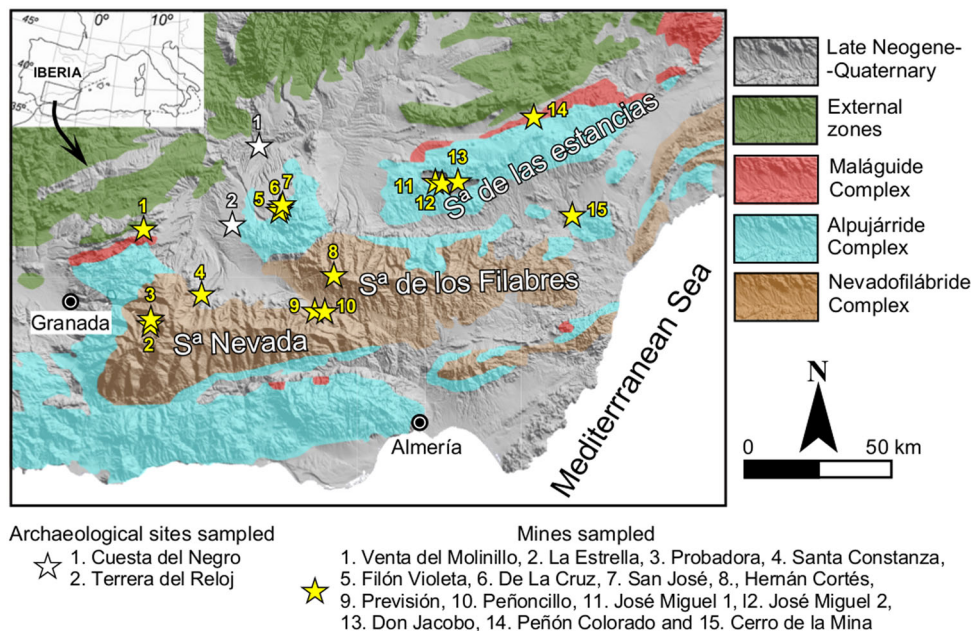 45°
0°
10°
40°
IBERIA
35°
Late Neogene-
-Quaternary
External
zones
Maláguide
Complex
Alpujárride
Complex
Nevadofilábride
Complex
1
14
13
7
6
5
11
12
Sª de las estancias
1
2
15
8
4
Sª de los Filabres
3
9
10
Granada
Sª Nevada
2
Mediterrranean Sea
Almería
N
0
50 km
Archaeological sites sampled
1. Cuesta del Negro
2. Terrera del Reloj
Mines sampled
1. Venta del Molinillo, 2. La Estrella, 3. Probadora, 4. Santa Constanza,
5. Filón Violeta, 6. De La Cruz, 7. San José, 8., Hernán Cortés,
9. Previsión, 10. Peñoncillo, 11. José Miguel 1, I2. José Miguel 2,
13. Don Jacobo, 14. Peñón Colorado and 15. Cerro de la Mina